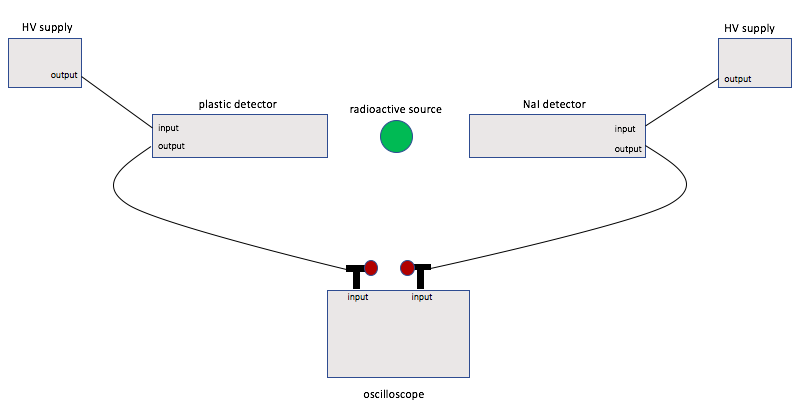 HV supply
HV supply
output
output
plastic detector
radioactive source
NaI detector
input
output
input
output
input
input
oscilloscope